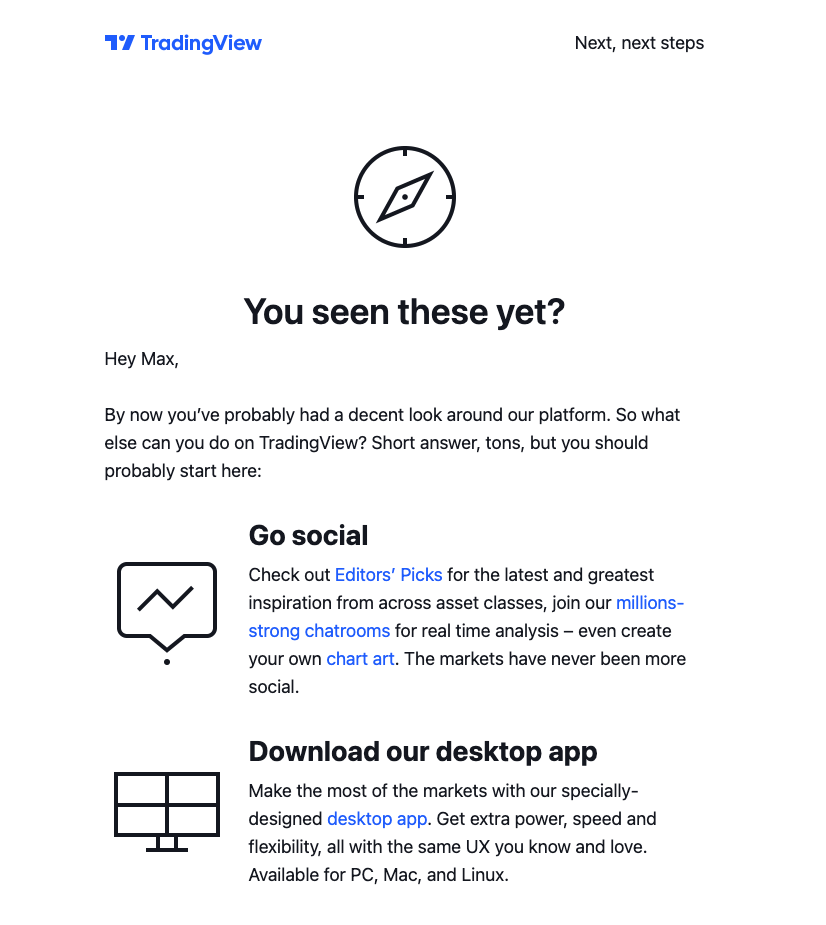 TradingView
Next, next steps
You seen these yet?
Hey Max,
By now you’ve probably had a decent look around our platform. So what
else can you do on TradingView? Short answer, tons, but you should
probably start here:
Go social
Check out Editors’ Picks for the latest and greatest
inspiration from across asset classes, join our millions-
strong chatrooms for real time analysis – even create
your own chart art. The markets have never been more
social.
Download our desktop app
Make the most of the markets with our specially-
designed desktop app. Get extra power, speed and
flexibility, all with the same UX you know and love.
Available for PC, Mac, and Linux.